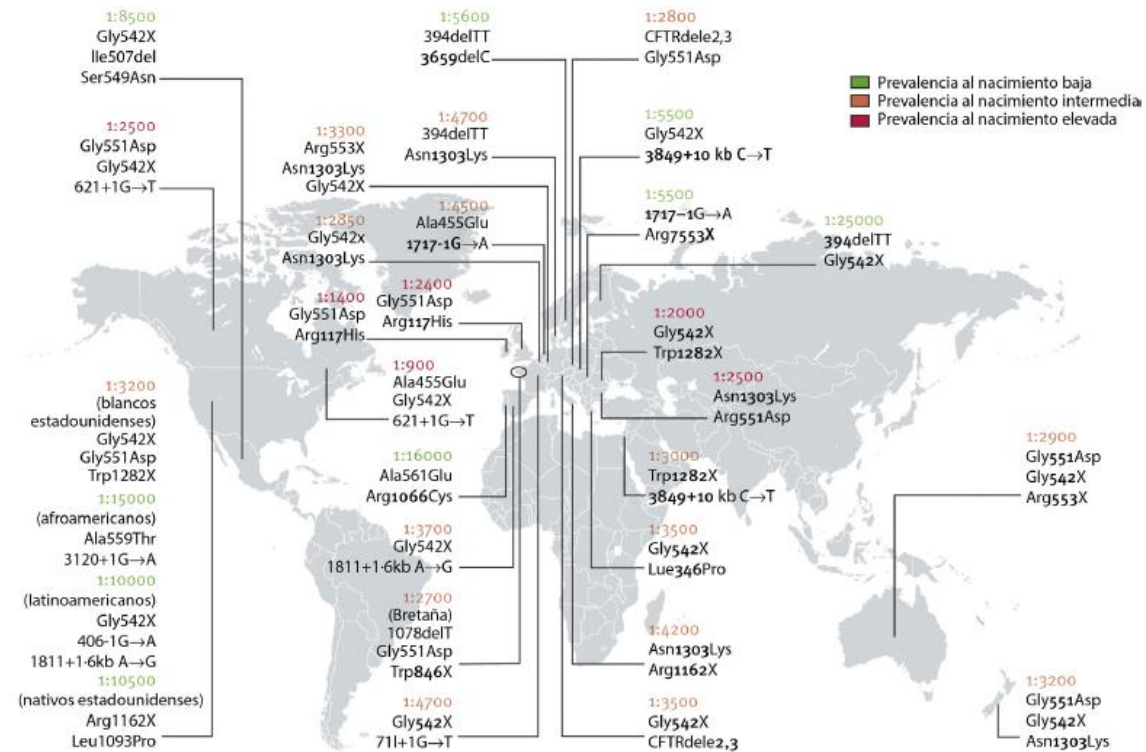 1:8500
Gly542X
Ile507del
Ser549Asn
1:2500
Gly551Asp
Gly542X
621+1G→T
1:5600
394delTT
3659delC
1:2800
CFTRdele2,3
Gly551Asp
Prevalencia al nacimiento baja
Prevalencia al nacimiento intermedia
Prevalencia al nacimiento elevada
1:3300
Arg553X
Asn1303Lys
Gly542X
1:4700
394delTT
Asn1303Lys
1:5500
Gly542X
3849+10 kb C→T
1:2850
Gly542x
Asn1303Lys
1:4500
Ala455Glu
1717-1G→A
1:5500
1717–1G→A
Arg7553X
1:25000
394delTT
Gly542X
1:1400
Gly551Asp
Arg117His
1:2400
Gly551Asp
Arg117His
1:2000
Gly542X
Trp1282X
1:900
Ala455Glu
Gly542X
621+1G→T
1:2500
Asn1303Lys
Arg551Asp
1:3200
(blancos
estadounidenses)
Gly542X
Gly551Asp
Trp1282X
1:15000
(afroamericanos)
Ala559Thr
3120+1G→A
1:10000
(latinoamericanos)
Gly542X
406-1G→A
1811+1·6kb A→G
1:10500
(nativos estadounidenses)
Arg1162X
Leu1093Pro
1:16000
Ala561Glu
Arg1066Cys
1:3700
Gly542X
1811+1·6kb A→G
1:2700
(Bretaña)
1078delT
Gly551Asp
Trp846X
1:4700
Gly542X
71l+1G→T
1:3000
Trp1282X
3849+10 kb C→T
1:3500
Gly542X
Lue346Pro
1:4200
Asn1303Lys
Arg1162X
1:3500
Gly542X
CFTRdele2,3
1:2900
Gly551Asp
Gly542X
Arg553X
1:3200
Gly551Asp
Gly542X
Asn1303Lys